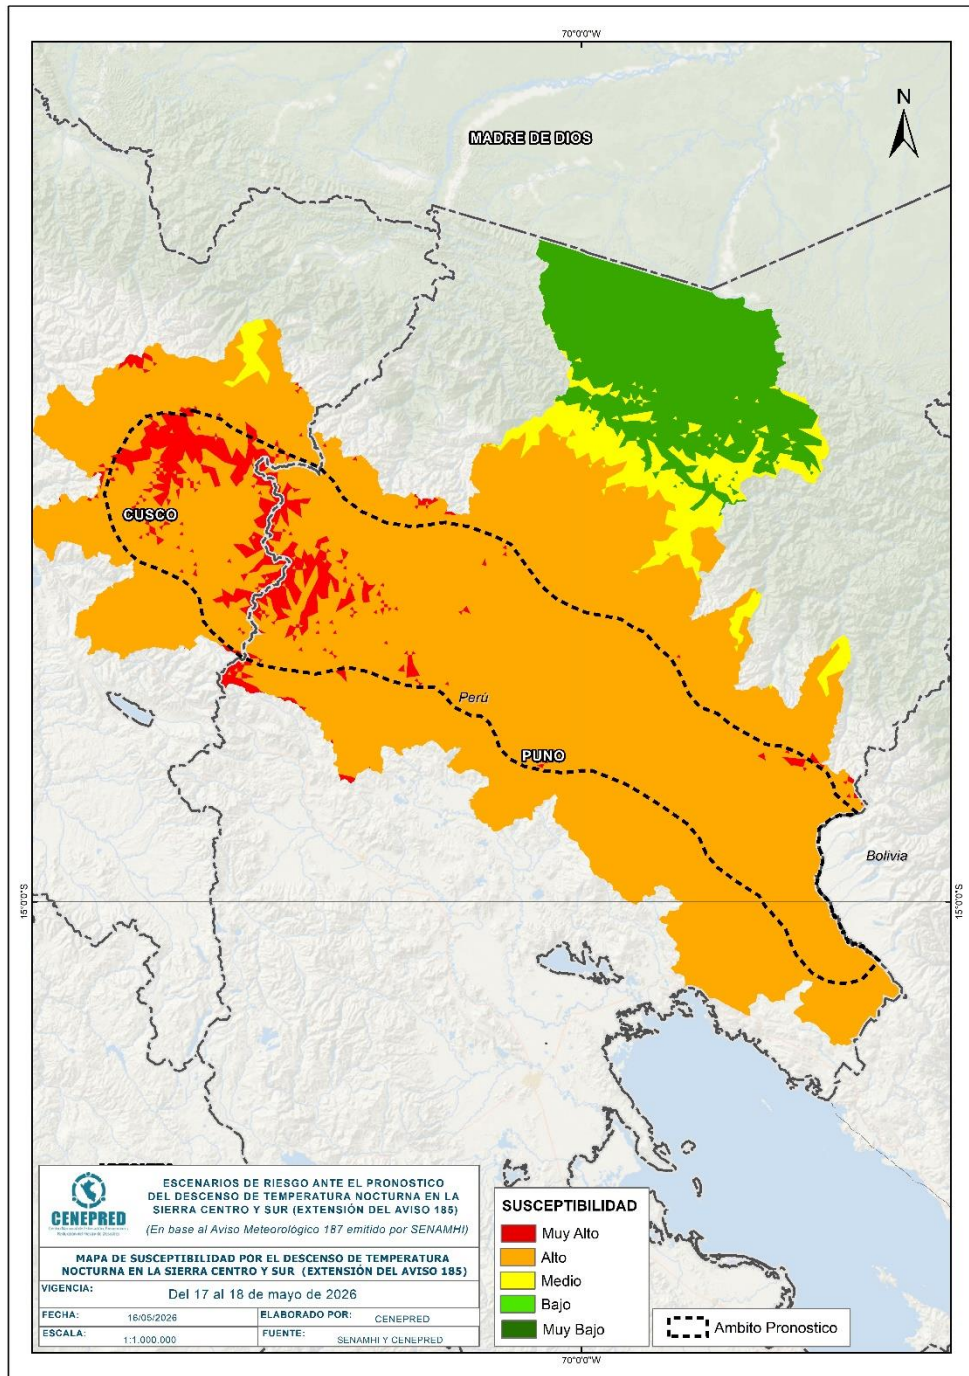 70°0'0"W
N
MADRE DE DIOS
CUSCO
Perú
PUNO
Bolivia
15°0'0"S
15°0'0"S
CENEPRED
ESCENARIOS DE RIESGO ANTE EL PRONOSTICO
DEL DESCENSO DE TEMPERATURA NOCTURNA EN LA
SIERRA CENTRO Y SUR (EXTENSIÓN DEL AVISO 185)
(En base al Aviso Meteorológico 187 emitido por SENAMHI)
MAPA DE SUSCEPTIBILIDAD POR EL DESCENSO DE TEMPERATURA
NOCTURNA EN LA SIERRA CENTRO Y SUR (EXTENSIÓN DEL AVISO 185)
VIGENCIA: Del 17 al 18 de mayo de 2026
FECHA: 16/05/2026 ELABORADO POR: CENEPRED
ESCALA: 1:1.000.000 FUENTE: SENAMHI Y CENEPRED
SUSCEPTIBILIDAD
Muy Alto
Alto
Medio
Bajo
Muy Bajo
Ambito Pronostico
70°0'0"W